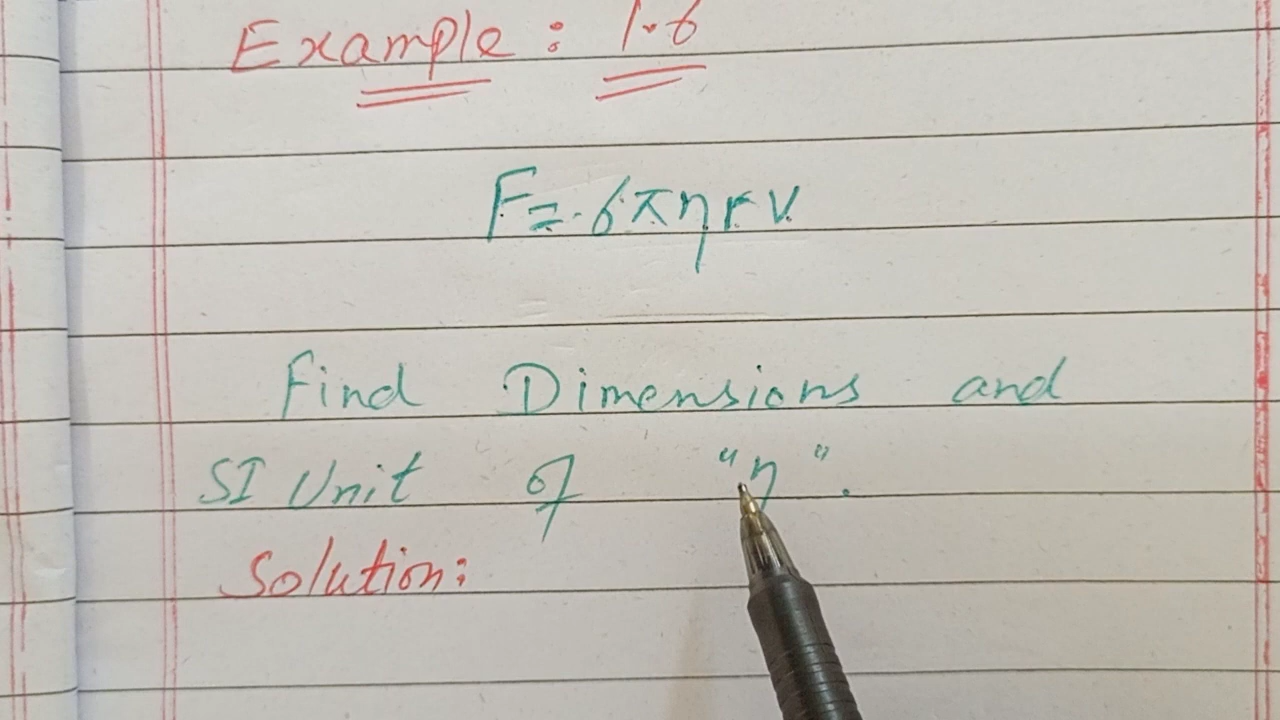 Example: 1.6
F = 6πηrv
Find Dimensions and
SI Unit of "η".
Solution: